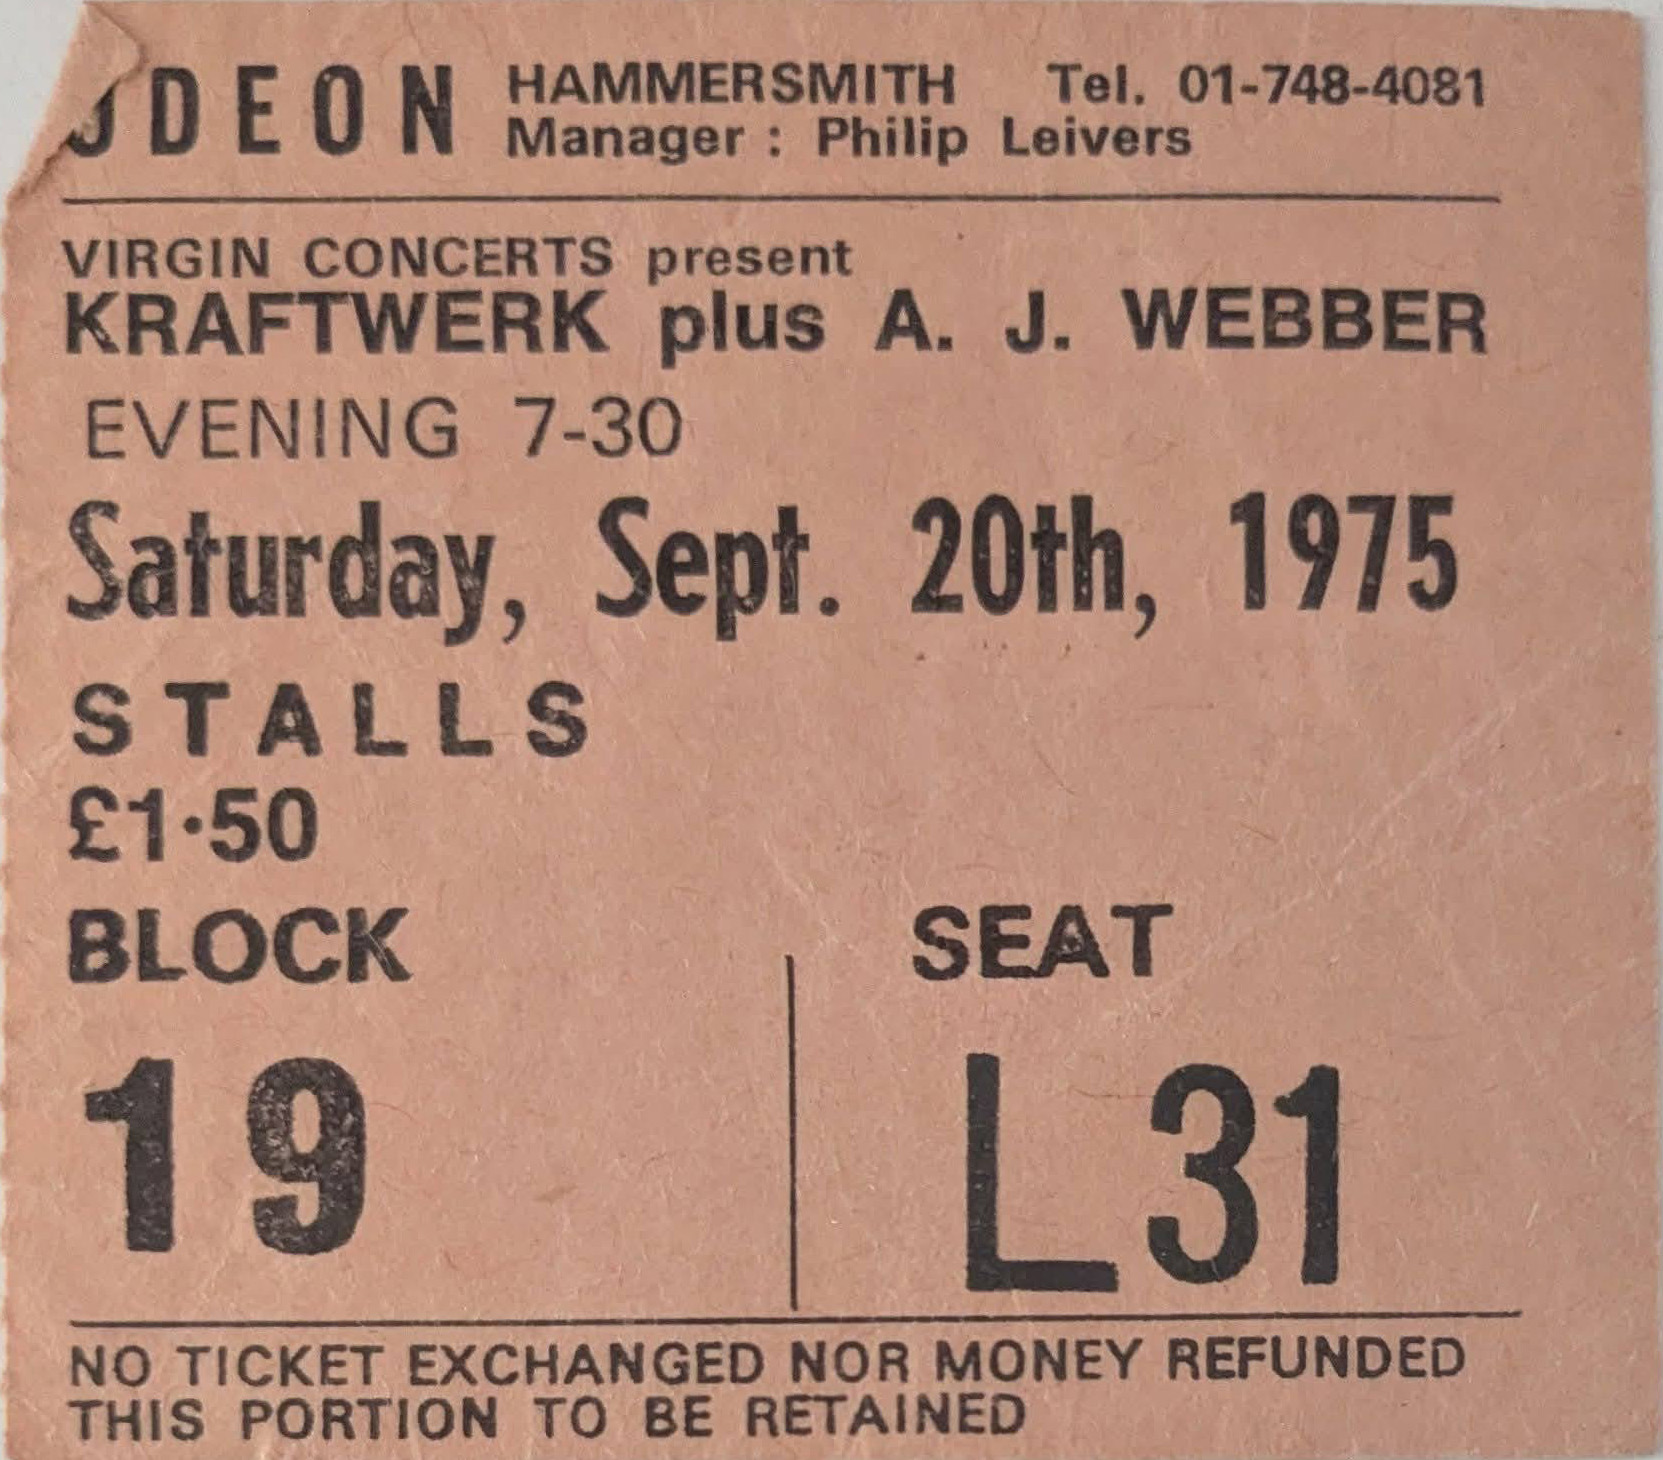 ODEON HAMMERSMITH Tel. 01-748-4081
Manager : Philip Leivers
VIRGIN CONCERTS present
KRAFTWERK plus A. J. WEBBER
EVENING 7-30
Saturday, Sept. 20th, 1975
STALLS
£1·50
BLOCK SEAT
19 L31
NO TICKET EXCHANGED NOR MONEY REFUNDED
THIS PORTION TO BE RETAINED